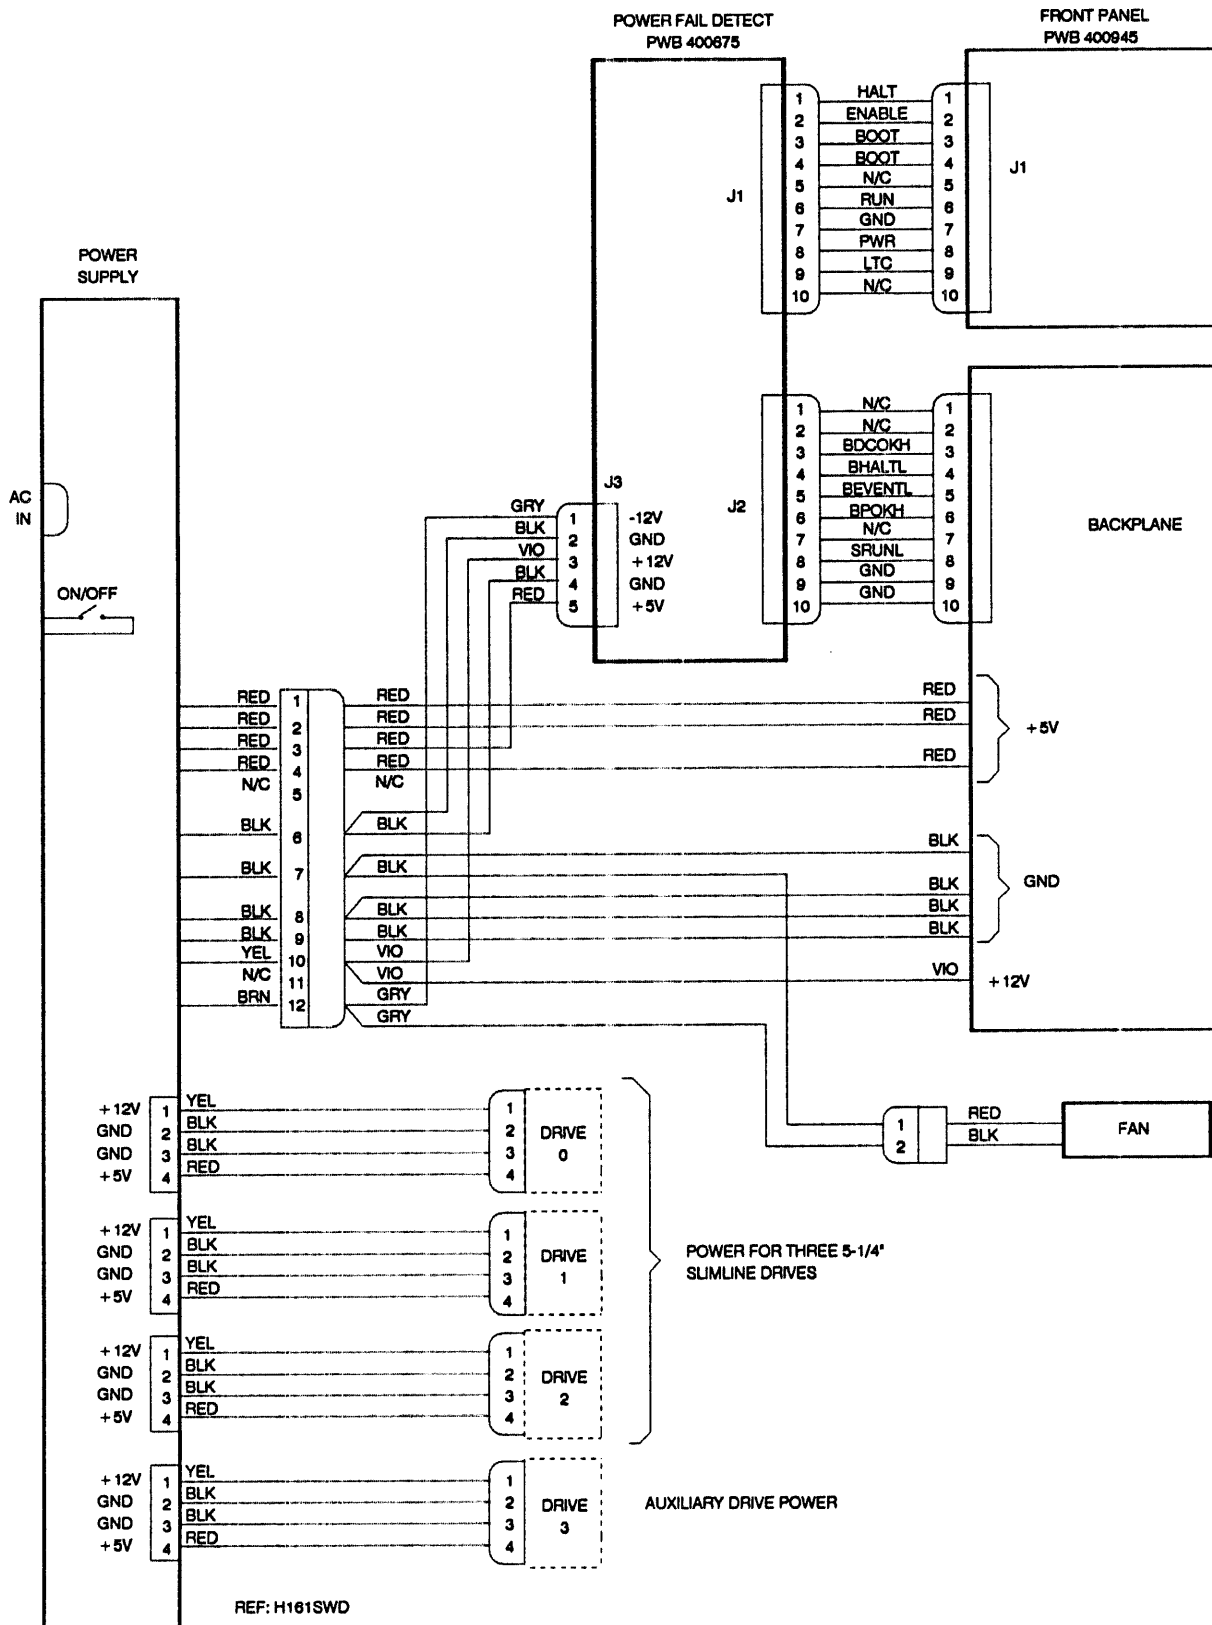 POWER FAIL DETECT
PWB 400675
FRONT PANEL
PWB 400945
1 HALT 1
2 ENABLE 2
3 BOOT 3
4 BOOT 4
5 N/C 5
6 RUN 6
7 GND 7
8 PWR 8
9 LTC 9
10 N/C 10
J1
J1
POWER
SUPPLY
1 N/C 1
2 N/C 2
3 BDCOKH 3
4 BHALTL 4
5 BEVENTL 5
6 BPOKH 6
7 N/C 7
8 SRUNL 8
9 GND 9
10 GND 10
J2
BACKPLANE
J3
GRY 1 -12V
BLK 2 GND
VIO 3 +12V
BLK 4 GND
RED 5 +5V
AC
IN
ON/OFF
RED 1 RED RED
RED 2 RED RED
RED 3 RED
RED 4 RED RED
N/C 5 N/C
+5V
BLK 6 BLK
BLK
BLK 7 BLK
BLK
BLK 8 BLK BLK
BLK 9 BLK BLK
GND
YEL 10 VIO
N/C 11 VIO VIO +12V
BRN 12 GRY
GRY
+12V 1 YEL 1
GND 2 BLK 2
GND 3 BLK 3
+5V 4 RED 4
DRIVE
0
1 RED
2 BLK
FAN
+12V 1 YEL 1
GND 2 BLK 2
GND 3 BLK 3
+5V 4 RED 4
DRIVE
1
POWER FOR THREE 5-1/4"
SLIMLINE DRIVES
+12V 1 YEL 1
GND 2 BLK 2
GND 3 BLK 3
+5V 4 RED 4
DRIVE
2
+12V 1 YEL 1
GND 2 BLK 2
GND 3 BLK 3
+5V 4 RED 4
DRIVE
3
AUXILIARY DRIVE POWER
REF: H161SWD